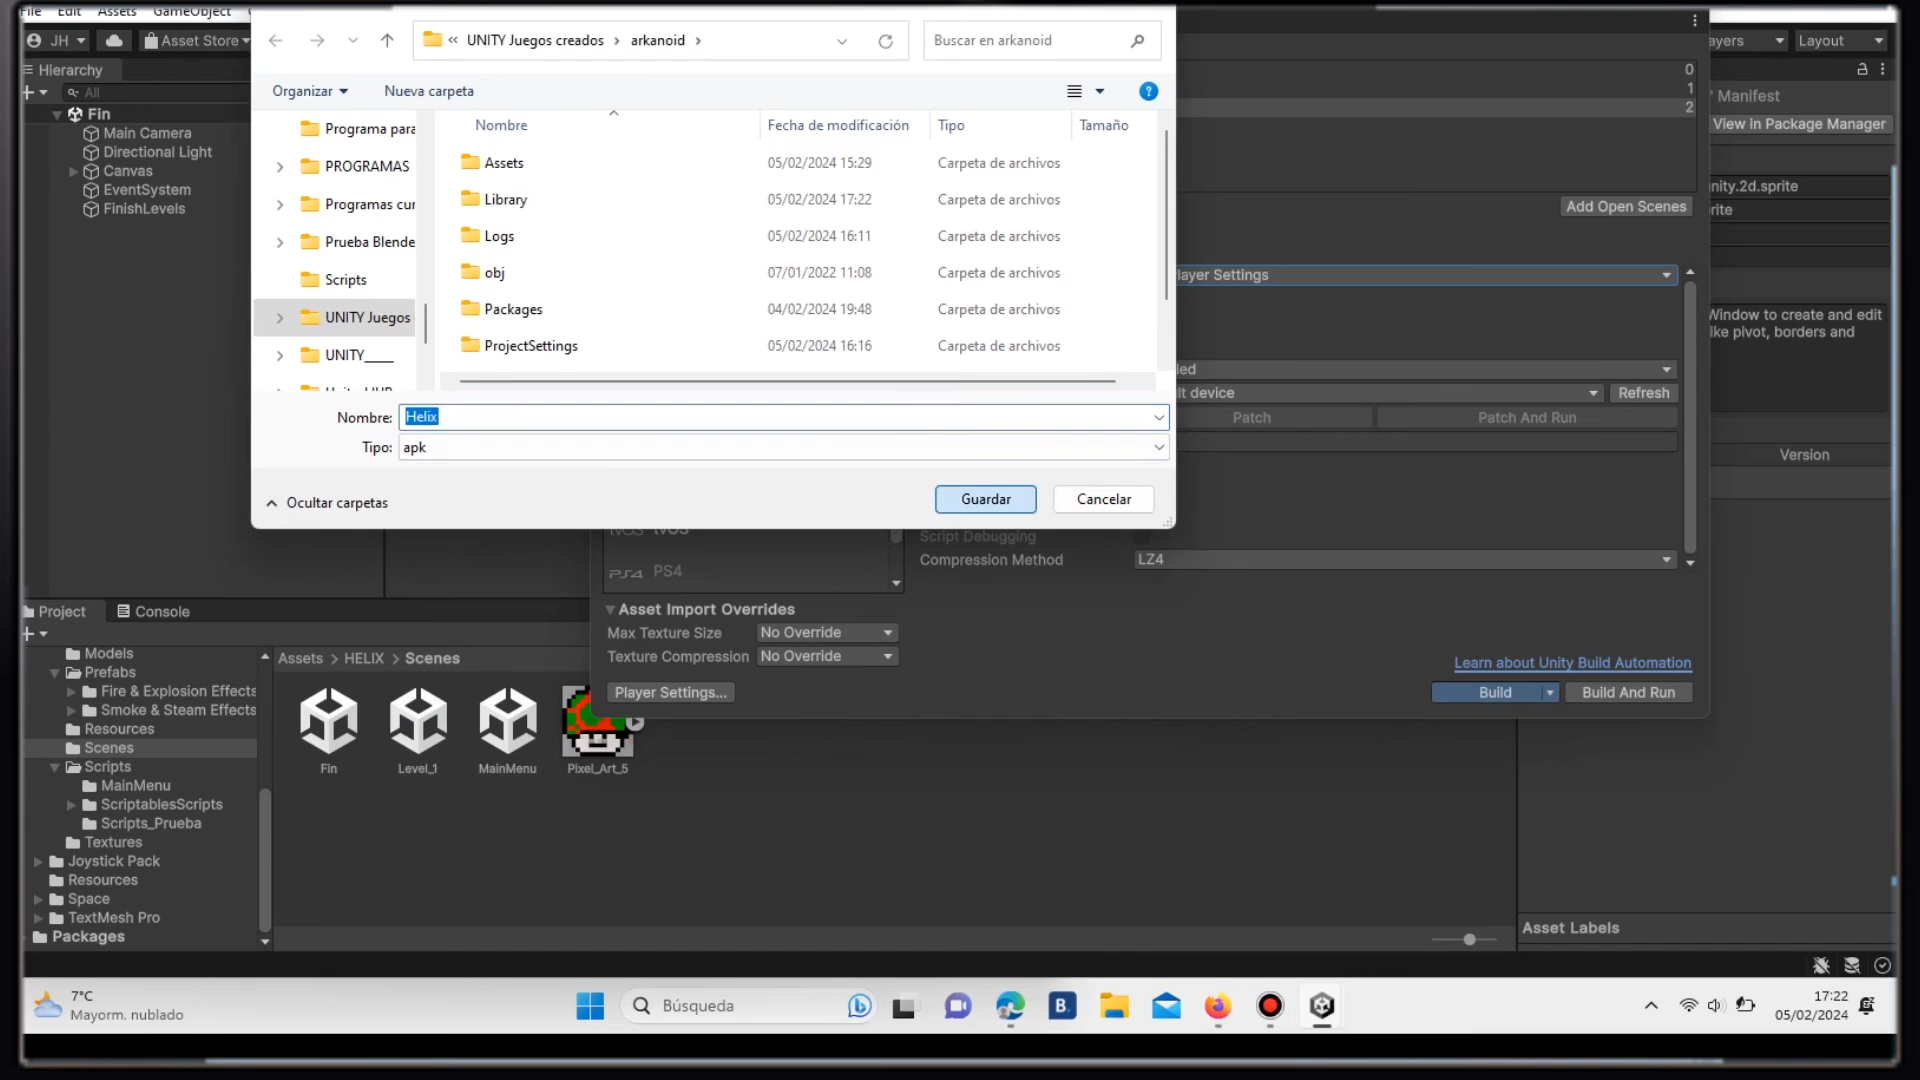 File Edit Assets GameObject
JH
Asset Store
Layout
Hierarchy
All
Fin
Main Camera
Directional Light
Canvas
EventSystem
FinishLevels
« UNITY Juegos creados › arkanoid ›
Buscar en arkanoid
Organizar
Nueva carpeta
Programa para
PROGRAMAS
Programas cur
Prueba Blende
Scripts
UNITY Juegos
UNITY____
Nombre Fecha de modificación Tipo Tamaño
Assets 05/02/2024 15:29 Carpeta de archivos
Library 05/02/2024 17:22 Carpeta de archivos
Logs 05/02/2024 16:11 Carpeta de archivos
obj 07/01/2022 11:08 Carpeta de archivos
Packages 04/02/2024 19:48 Carpeta de archivos
ProjectSettings 05/02/2024 16:16 Carpeta de archivos
Nombre: Helix
Tipo: apk
Ocultar carpetas
Guardar
Cancelar
0
1
2
Manifest
View in Package Manager
nity.2d.sprite
rite
Add Open Scenes
layer Settings
Window to create and edit
ke pivot, borders and
led
lt device
Refresh
Patch
Patch And Run
Version
tvOS
Script Debugging
Compression Method LZ4
PS4
Asset Import Overrides
Max Texture Size No Override
Texture Compression No Override
Player Settings...
Learn about Unity Build Automation
Build
Build And Run
Project
Console
Models
Prefabs
Fire & Explosion Effects
Smoke & Steam Effects
Resources
Scenes
Scripts
MainMenu
ScriptablesScripts
Scripts_Prueba
Textures
Joystick Pack
Resources
Space
TextMesh Pro
Packages
Assets > HELIX > Scenes
Fin
Level_1
MainMenu
Pixel_Art_5
Asset Labels
7°C
Mayorm. nublado
Búsqueda
B.
17:22
05/02/2024